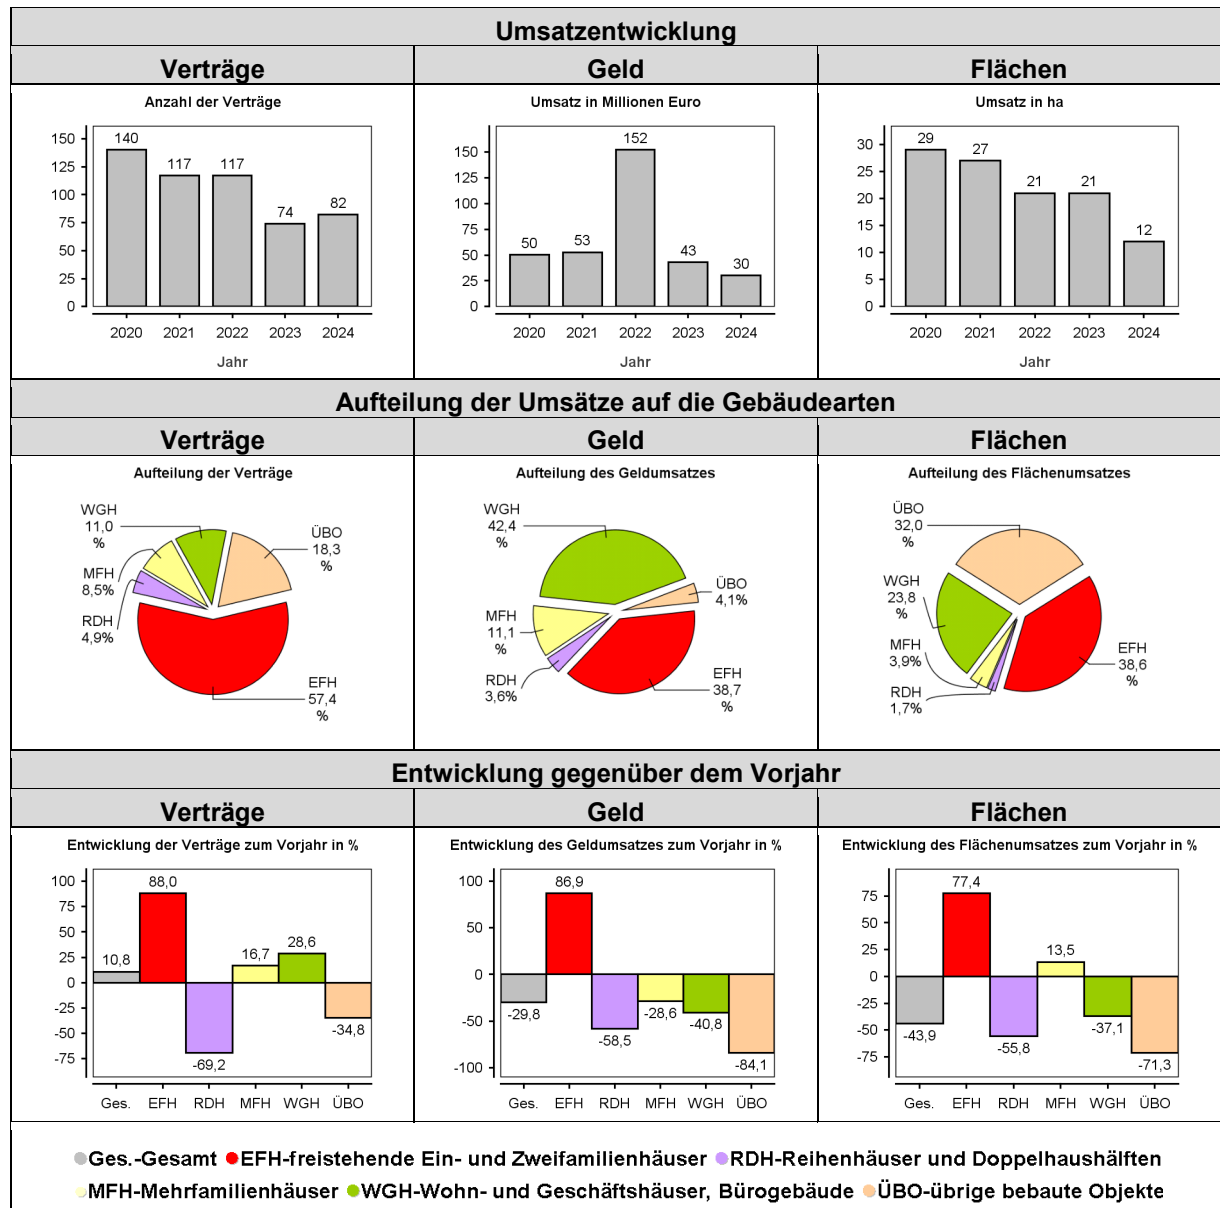 Umsatzentwicklung
Verträge
Geld
Flächen
Anzahl der Verträge
150
125
100
75
50
25
0
140
117
117
74
82
2020 2021 2022 2023 2024
Jahr
Umsatz in Millionen Euro
150
125
100
75
50
25
0
50
53
152
43
30
2020 2021 2022 2023 2024
Jahr
Umsatz in ha
30
25
20
15
10
5
0
29
27
21
21
12
2020 2021 2022 2023 2024
Jahr
Aufteilung der Umsätze auf die Gebäudearten
Verträge
Geld
Flächen
Aufteilung der Verträge
WGH
11,0
%
ÜBO
18,3
%
MFH
8,5%
RDH
4,9%
EFH
57,4
%
Aufteilung des Geldumsatzes
WGH
42,4
%
ÜBO
4,1%
MFH
11,1
%
RDH
3,6%
EFH
38,7
%
Aufteilung des Flächenumsatzes
ÜBO
32,0
%
WGH
23,8
%
MFH
3,9%
RDH
1,7%
EFH
38,6
%
Entwicklung gegenüber dem Vorjahr
Verträge
Geld
Flächen
Entwicklung der Verträge zum Vorjahr in %
100
75
50
25
0
-25
-50
-75
10,8
88,0
-69,2
16,7
28,6
-34,8
Ges. EFH RDH MFH WGH ÜBO
Entwicklung des Geldumsatzes zum Vorjahr in %
100
50
0
-50
-100
-29,8
86,9
-58,5
-28,6
-40,8
-84,1
Ges. EFH RDH MFH WGH ÜBO
Entwicklung des Flächenumsatzes zum Vorjahr in %
75
50
25
0
-25
-50
-75
-43,9
77,4
-55,8
13,5
-37,1
-71,3
Ges. EFH RDH MFH WGH ÜBO
Ges.-Gesamt EFH-freistehende Ein- und Zweifamilienhäuser RDH-Reihenhäuser und Doppelhaushälften
MFH-Mehrfamilienhäuser WGH-Wohn- und Geschäftshäuser, Bürogebäude ÜBO-übrige bebaute Objekte